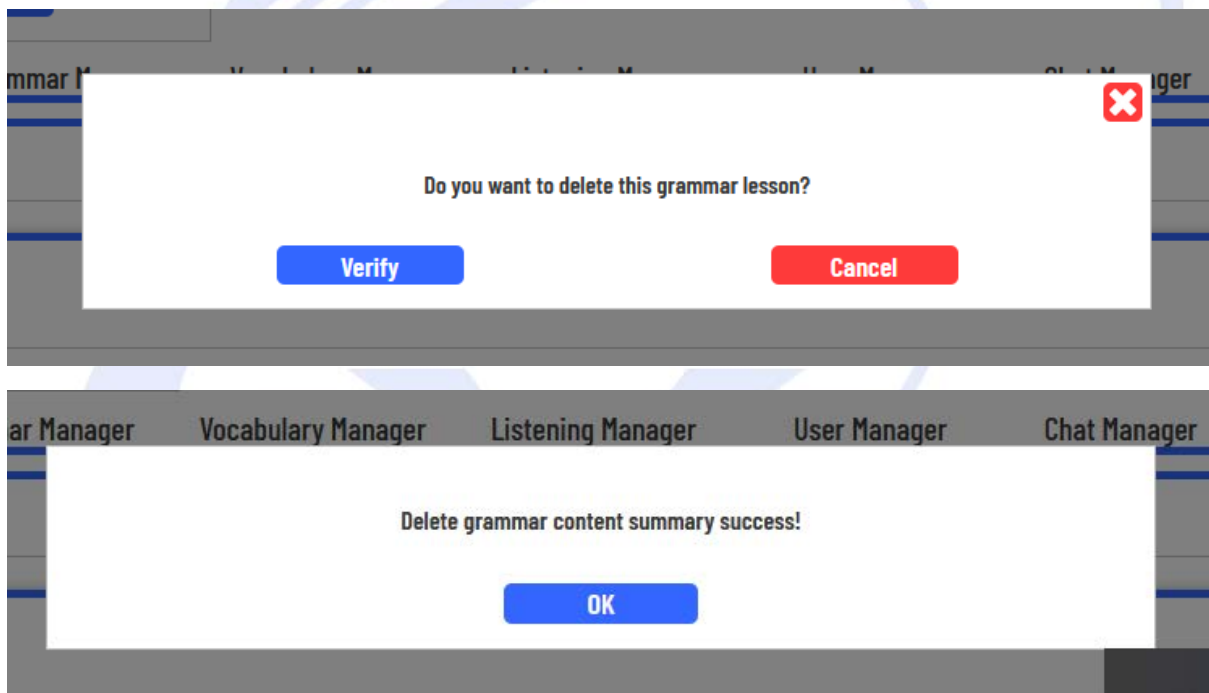 Do you want to delete this grammar lesson?
Verify Cancel
ar Manager Vocabulary Manager Listening Manager User Manager Chat Manager
Delete grammar content summary success!
OK